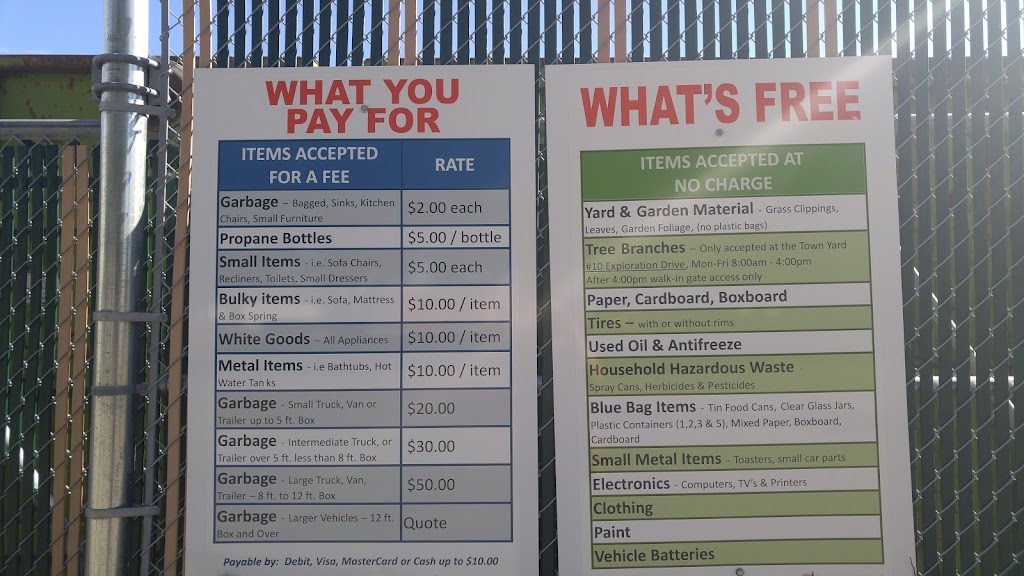 WHAT YOU
PAY FOR
ITEMS ACCEPTED
FOR A FEE
RATE
Garbage – Bagged, Sinks, Kitchen
Chairs, Small Furniture
$2.00 each
Propane Bottles
$5.00 / bottle
Small Items - i.e. Sofa Chairs,
Recliners, Toilets, Small Dressers
$5.00 each
Bulky items - i.e. Sofa, Mattress
& Box Spring
$10.00 / item
White Goods – All Appliances
$10.00 / item
Metal Items - i.e Bathtubs, Hot
Water Tanks
$10.00 / item
Garbage - Small Truck, Van or
Trailer up to 5 ft. Box
$20.00
Garbage - Intermediate Truck, or
Trailer over 5 ft. less than 8 ft. Box
$30.00
Garbage - Large Truck, Van,
Trailer – 8 ft. to 12 ft. Box
$50.00
Garbage - Larger Vehicles – 12 ft.
Box and Over
Quote
Payable by: Debit, Visa, MasterCard or Cash up to $10.00
WHAT'S FREE
ITEMS ACCEPTED AT
NO CHARGE
Yard & Garden Material - Grass Clippings,
Leaves, Garden Foliage, (no plastic bags)
Tree Branches – Only accepted at the Town Yard
#10 Exploration Drive, Mon-Fri 8:00am - 4:00pm
After 4:00pm walk-in gate access only
Paper, Cardboard, Boxboard
Tires – with or without rims
Used Oil & Antifreeze
Household Hazardous Waste -
Spray Cans, Herbicides & Pesticides
Blue Bag Items - Tin Food Cans, Clear Glass Jars,
Plastic Containers (1,2,3 & 5), Mixed Paper, Boxboard,
Cardboard
Small Metal Items - Toasters, small car parts
Electronics - Computers, TV's & Printers
Clothing
Paint
Vehicle Batteries